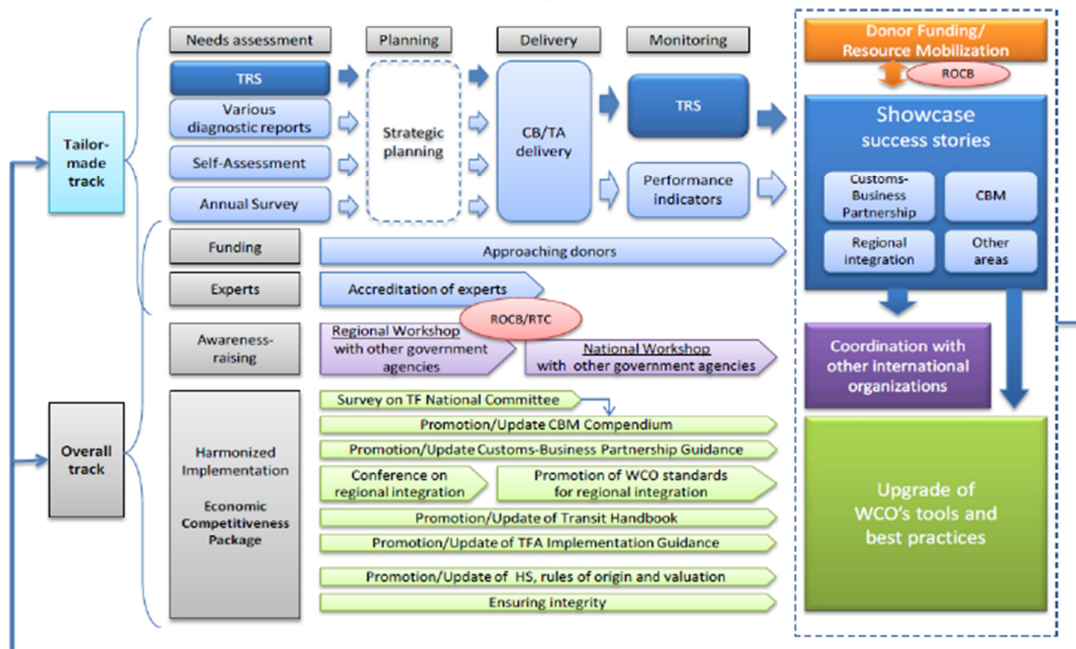 Needs assessment
Planning
Delivery
Monitoring
Donor Funding/
Resource Mobilization
ROCB
TRS
Various
diagnostic reports
Self-Assessment
Annual Survey
Strategic
planning
CB/TA
delivery
TRS
Performance
indicators
Showcase
success stories
Customs-
Business
Partnership
CBM
Regional
integration
Other
areas
Tailor-
made
track
Funding
Approaching donors
Experts
Accreditation of experts
ROCB/RTC
Awareness-
raising
Regional Workshop
with other government
agencies
National Workshop
with other government agencies
Coordination with
other international
organizations
Overall
track
Harmonized
Implementation
Economic
Competitiveness
Package
Survey on TF National Committee
Promotion/Update CBM Compendium
Promotion/Update Customs-Business Partnership Guidance
Conference on
regional integration
Promotion of WCO standards
for regional integration
Promotion/Update of Transit Handbook
Promotion/Update of TFA Implementation Guidance
Promotion/Update of HS, rules of origin and valuation
Ensuring integrity
Upgrade of
WCO's tools and
best practices